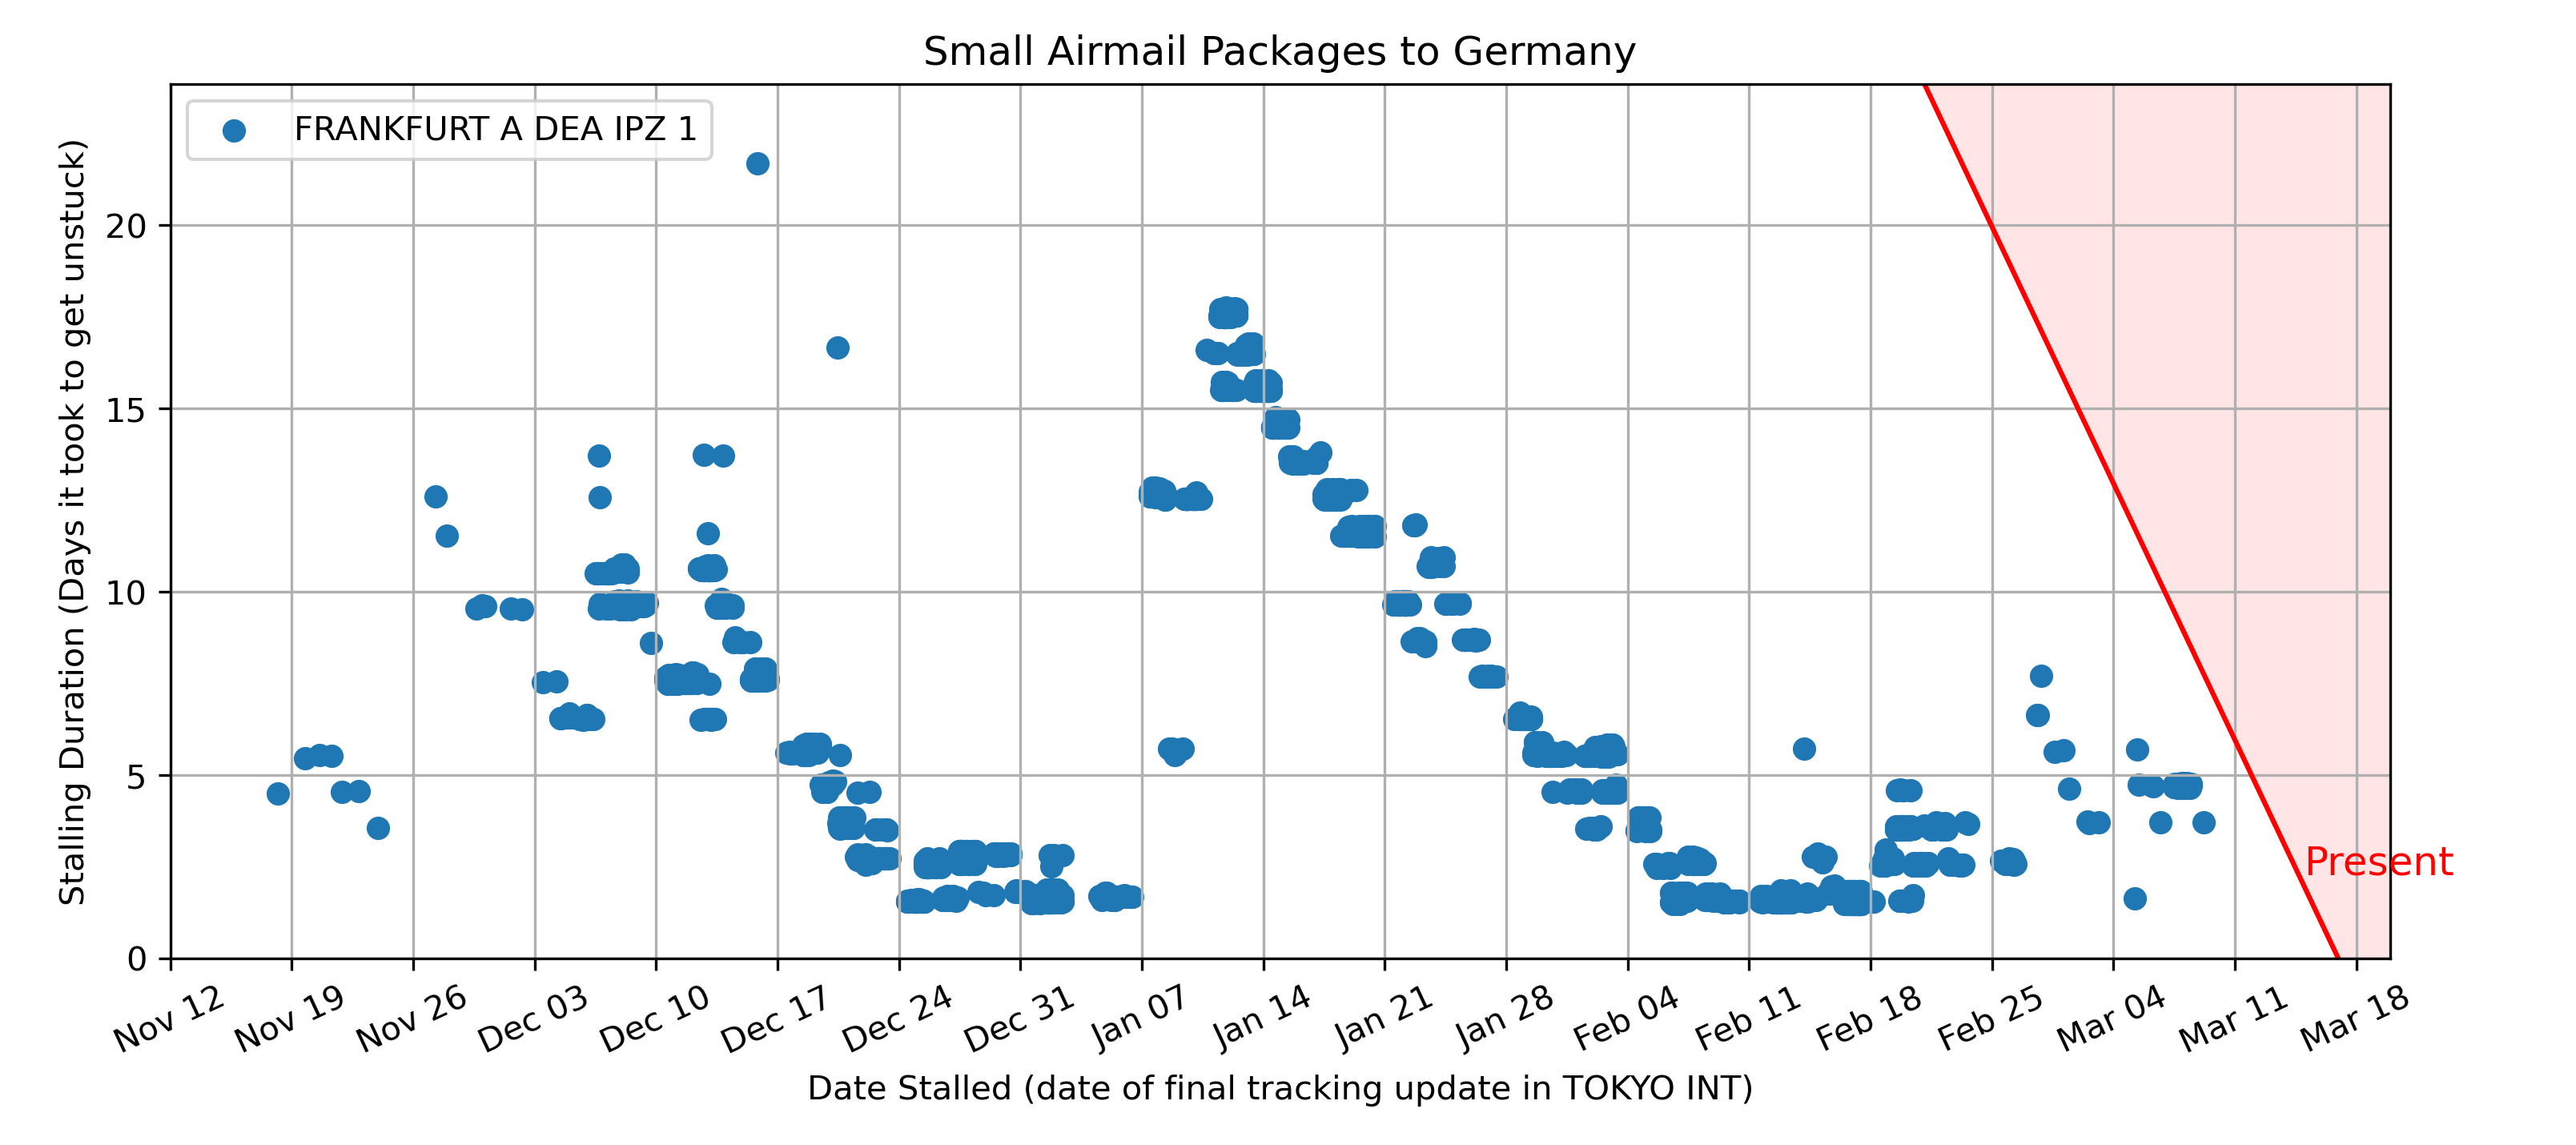 Small Airmail Packages to Germany
FRANKFURT A DEA IPZ 1
Stalling Duration (Days it took to get unstuck)
20
15
10
5
0
Present
Nov 12 Nov 19 Nov 26 Dec 03 Dec 10 Dec 17 Dec 24 Dec 31 Jan 07 Jan 14 Jan 21 Jan 28 Feb 04 Feb 11 Feb 18 Feb 25 Mar 04 Mar 11 Mar 18
Date Stalled (date of final tracking update in TOKYO INT)